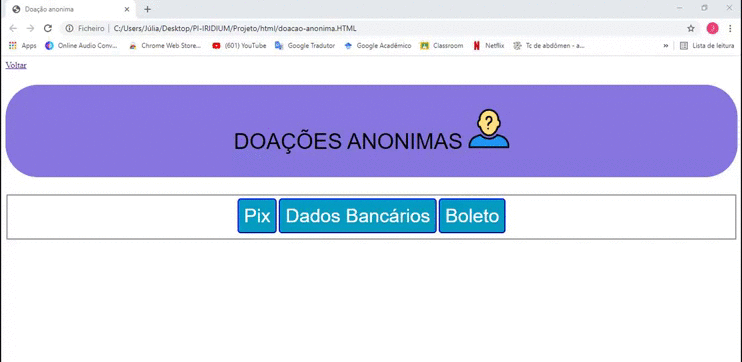 Doação anonima
Ficheiro | C:/Users/Júlia/Desktop/PI-IRIDIUM/Projeto/html/doacao-anonima.HTML
Apps Online Audio Conv... Chrome Web Store... (601) YouTube Google Tradutor Google Acadêmico Classroom Netflix Tc de abdômen - a... » Lista de leitura
Voltar
DOAÇÕES ANONIMAS ?
Pix Dados Bancários Boleto